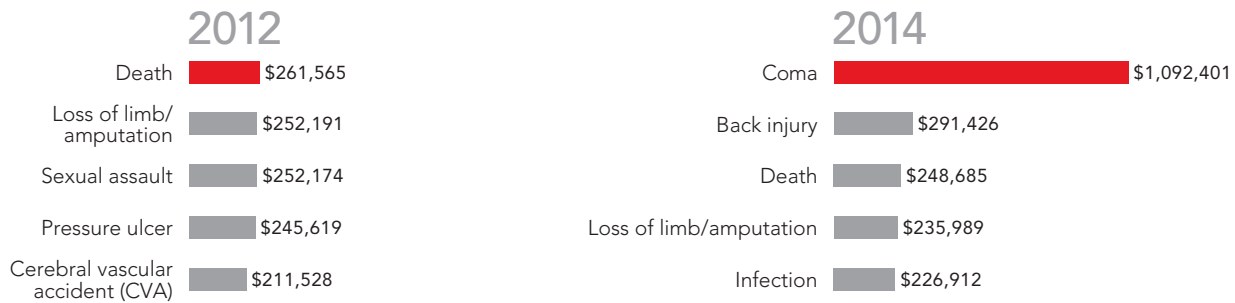 2012
Death $261,565
Loss of limb/
amputation $252,191
Sexual assault $252,174
Pressure ulcer $245,619
Cerebral vascular
accident (CVA) $211,528
2014
Coma $1,092,401
Back injury $291,426
Death $248,685
Loss of limb/amputation $235,989
Infection $226,912